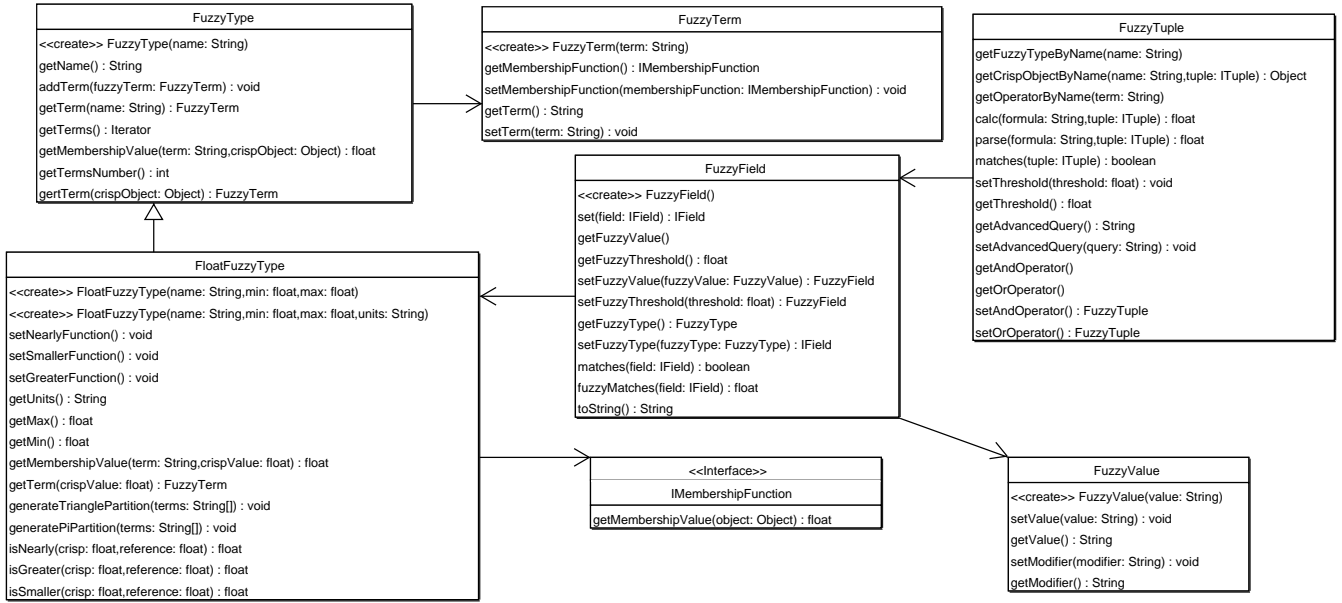 FuzzyType
<<create>> FuzzyType(name: String)
getName() : String
addTerm(fuzzyTerm: FuzzyTerm) : void
getTerm(name: String) : FuzzyTerm
getTerms() : Iterator
getMembershipValue(term: String,crispObject: Object) : float
getTermsNumber() : int
gertTerm(crispObject: Object) : FuzzyTerm
FuzzyTerm
<<create>> FuzzyTerm(term: String)
getMembershipFunction() : IMembershipFunction
setMembershipFunction(membershipFunction: IMembershipFunction) : void
getTerm() : String
setTerm(term: String) : void
FuzzyTuple
getFuzzyTypeByName(name: String)
getCrispObjectByName(name: String,tuple: ITuple) : Object
getOperatorByName(term: String)
calc(formula: String,tuple: ITuple) : float
parse(formula: String,tuple: ITuple) : float
matches(tuple: ITuple) : boolean
setThreshold(threshold: float) : void
getThreshold() : float
getAdvancedQuery() : String
setAdvancedQuery(query: String) : void
getAndOperator()
getOrOperator()
setAndOperator() : FuzzyTuple
setOrOperator() : FuzzyTuple
FuzzyField
<<create>> FuzzyField()
set(field: IField) : IField
getFuzzyValue()
getFuzzyThreshold() : float
setFuzzyValue(fuzzyValue: FuzzyValue) : FuzzyField
setFuzzyThreshold(threshold: float) : FuzzyField
getFuzzyType() : FuzzyType
setFuzzyType(fuzzyType: FuzzyType) : IField
matches(field: IField) : boolean
fuzzyMatches(field: IField) : float
toString() : String
FloatFuzzyType
<<create>> FloatFuzzyType(name: String,min: float,max: float)
<<create>> FloatFuzzyType(name: String,min: float,max: float,units: String)
setNearlyFunction() : void
setSmallerFunction() : void
setGreaterFunction() : void
getUnits() : String
getMax() : float
getMin() : float
getMembershipValue(term: String,crispValue: float) : float
getTerm(crispValue: float) : FuzzyTerm
generateTrianglePartition(terms: String[]) : void
generatePiPartition(terms: String[]) : void
isNearly(crisp: float,reference: float) : float
isGreater(crisp: float,reference: float) : float
isSmaller(crisp: float,reference: float) : float
<<Interface>>
IMembershipFunction
getMembershipValue(object: Object) : float
FuzzyValue
<<create>> FuzzyValue(value: String)
setValue(value: String) : void
getValue() : String
setModifier(modifier: String) : void
getModifier() : String